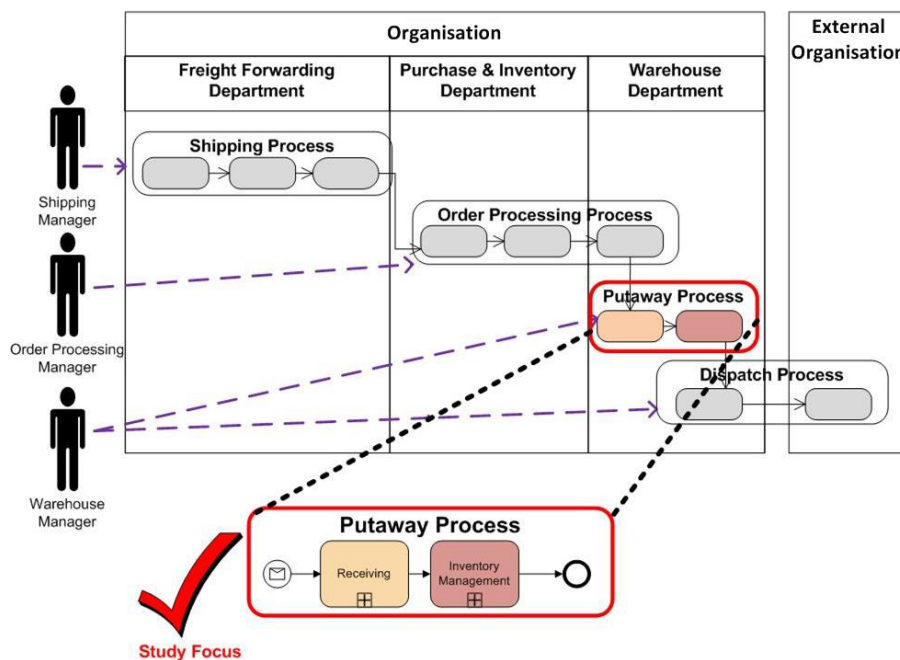 Organisation
External
Organisation
Freight Forwarding
Department
Purchase & Inventory
Department
Warehouse
Department
Shipping Process
Shipping
Manager
Order Processing Process
Order Processing
Manager
Putaway Process
Dispatch Process
Warehouse
Manager
Putaway Process
Receiving
Inventory
Management
Study Focus